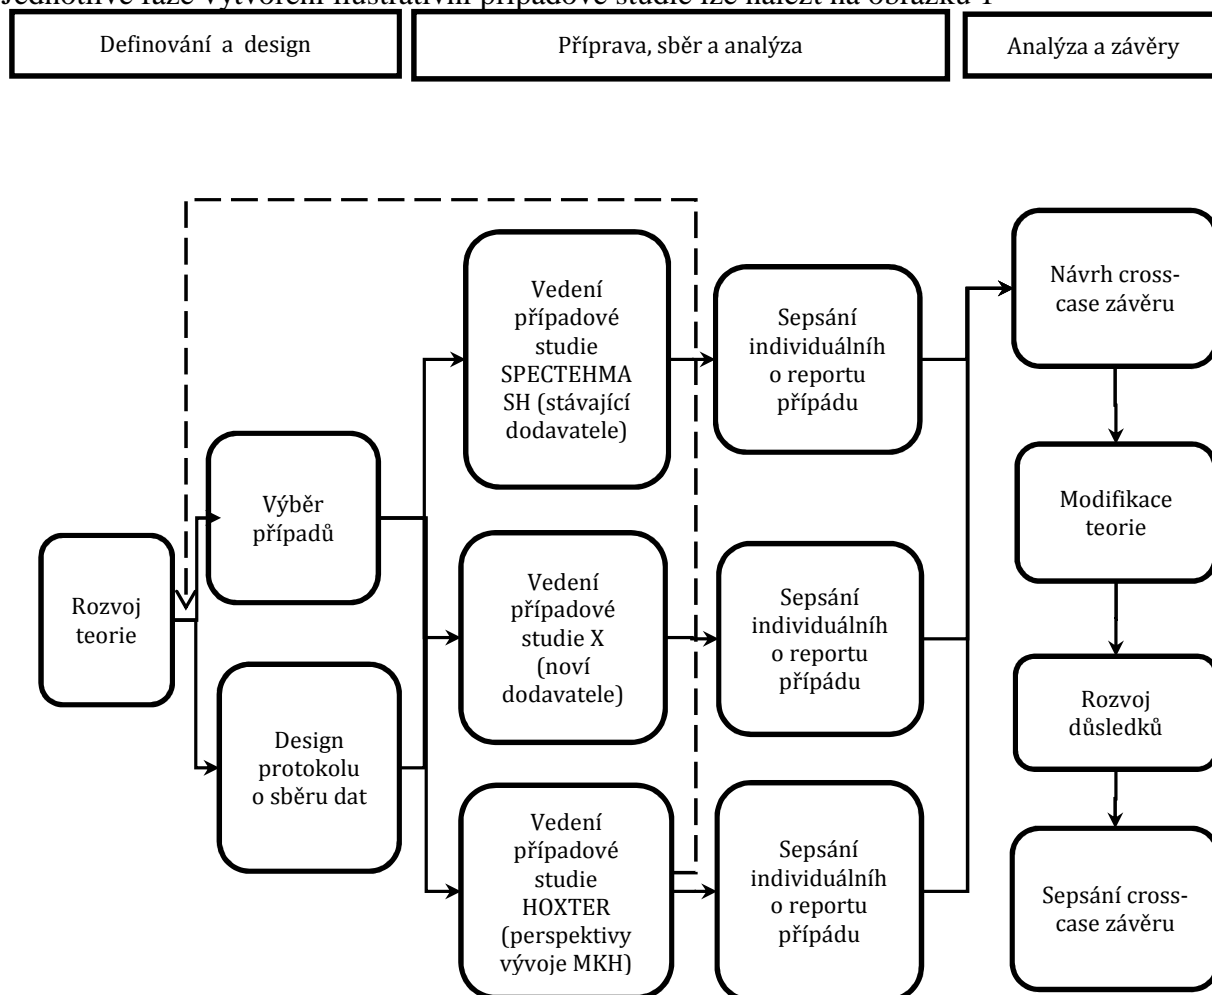 jednotlivé fáze vytvoření ilustrativní případové studie lze nalézt na obrázku 1
Definování a design
Příprava, sběr a analýza
Analýza a závěry
Rozvoj
teorie
Výběr
případů
Design
protokolu
o sběru dat
Vedení
případové
studie
SPECTEHMA
SH (stávající
dodavatele)
Vedení
případové
studie X
(noví
dodavatele)
Vedení
případové
studie
HOXTER
(perspektivy
vývoje MKH)
Sepsání
individuálníh
o reportu
přípádu
Sepsání
individuálníh
o reportu
přípádu
Sepsání
individuálníh
o reportu
přípádu
Návrh cross-
case závěru
Modifikace
teorie
Rozvoj
důsledků
Sepsání cross-
case závěru